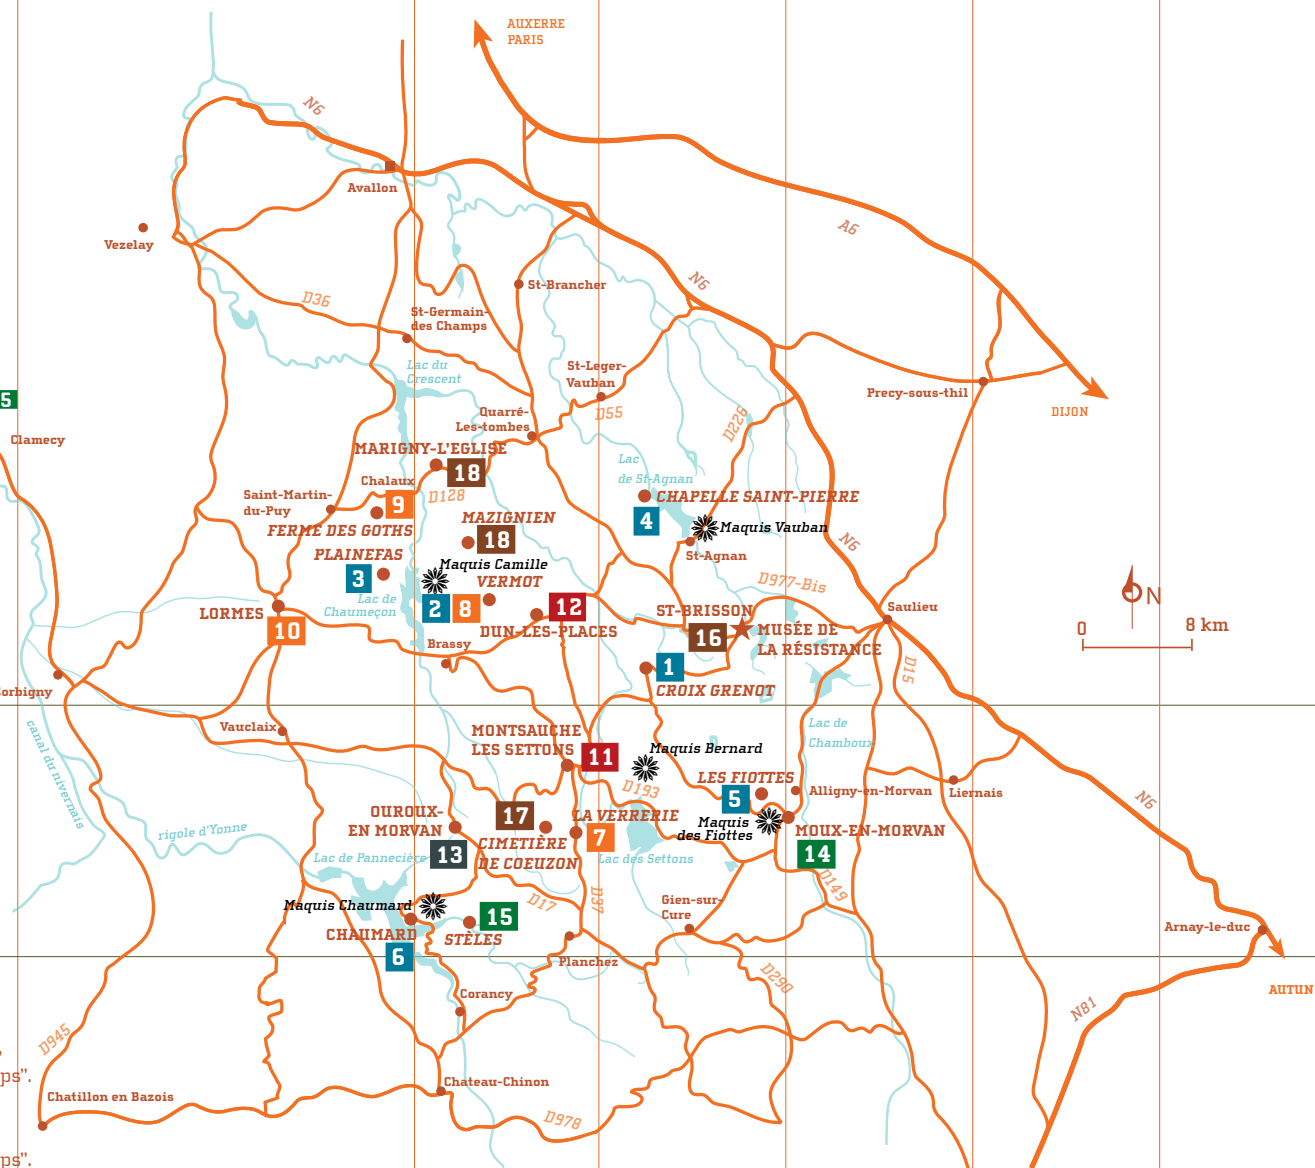 AUXERRE
PARIS
N6
Avallon
Vezelay
A6
N6
D36
St-Brancher
St-Germain-
des Champs
Lac du
Crescent
St-Leger-
Vauban
Precy-sous-thil
DIJON
5
Clamecy
Quarré-
Les-tombes
D55
D226
MARIGNY-L'EGLISE
18
Lac
de St-Agnan
Chalaux
D128
Saint-Martin-
du-Puy
9
CHAPELLE SAINT-PIERRE
FERME DES GOTHS
MAZIGNIEN
4
Maquis Vauban
18
N6
PLAINEFAS
St-Agnan
Maquis Camille
3
VERMOT
D977-Bis
Lac de
Chaumeçon
2
8
12
N
LORMES
ST-BRISSON
Saulieu
10
DUN-LES-PLACES
16
MUSÉE DE
LA RÉSISTANCE
0
8 km
Brassy
1
D15
CROIX GRENOT
orbigny
Vauclaix
MONTSAUCHE
LES SETTONS
Lac de
Chamboux
canal du nivernais
11
Maquis Bernard
D193
LES FIOTTES
Alligny-en-Morvan
Liernais
5
N6
OUROUX-
EN MORVAN
17
LA VERRERIE
Maquis
des Fiottes
rigole d'Yonne
7
MOUX-EN-MORVAN
CIMETIÈRE
DE COEUZON
13
Lac de Pannecière
Lac des Settons
14
D149
D37
D17
Gien-sur-
Cure
Maquis Chaumard
15
Arnay-le-duc
CHAUMARD
STÈLES
6
Planchez
D290
AUTUN
Corancy
N81
D945
ps".
Chateau-Chinon
Chatillon en Bazois
D978
ps".